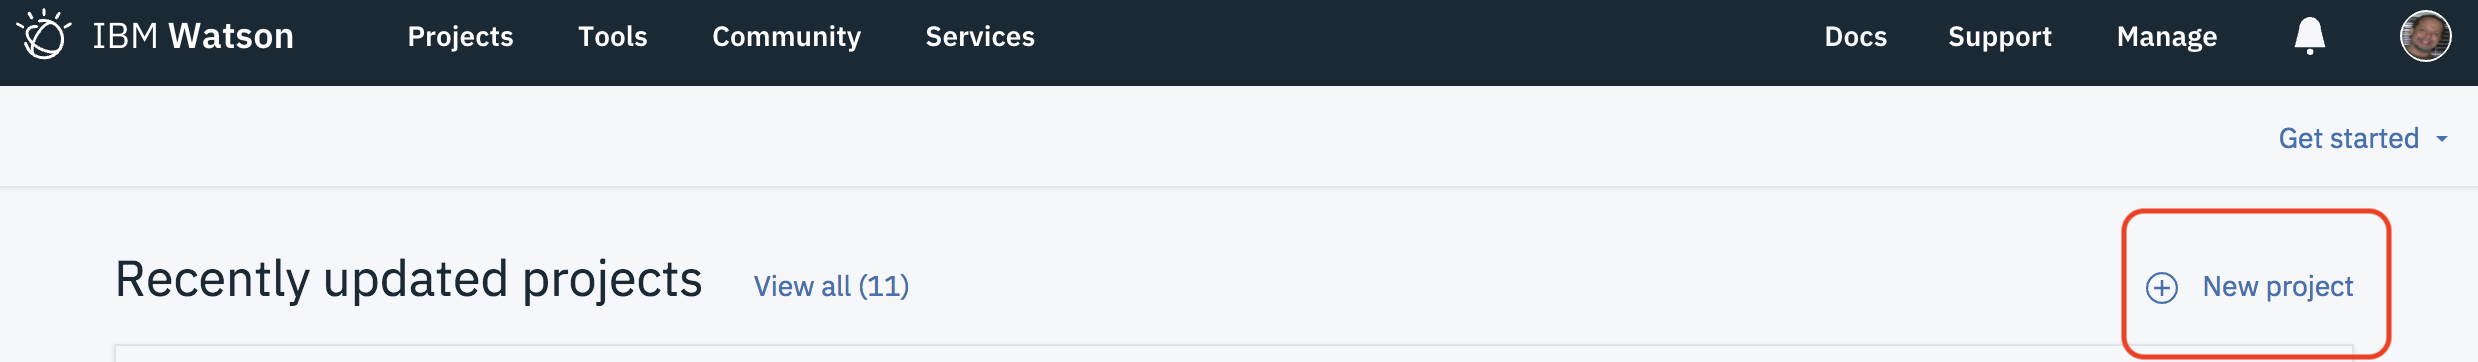 IBM Watson Projects Tools Community Services Docs Support Manage
Get started
Recently updated projects View all (11) New project